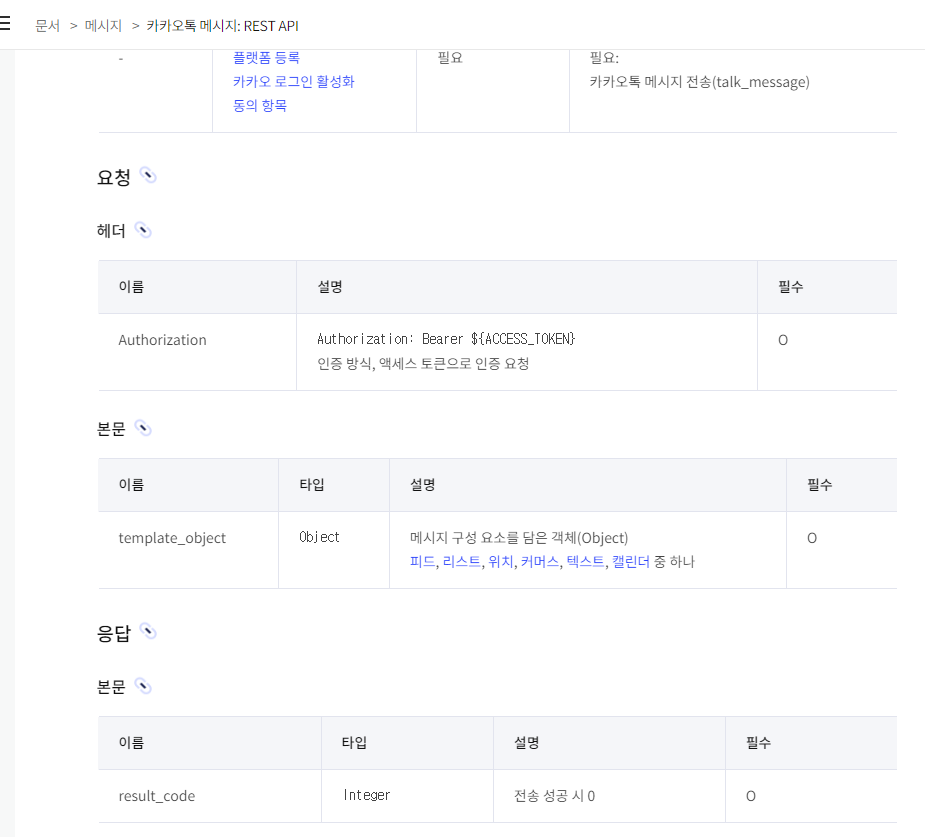 문서 > 메시지 > 카카오톡 메시지: REST API
- 플랫폼 등록 필요 필요:
카카오 로그인 활성화 카카오톡 메시지 전송(talk_message)
동의 항목
요청
헤더
이름 설명 필수
Authorization Authorization: Bearer ${ACCESS_TOKEN} O
인증 방식, 액세스 토큰으로 인증 요청
본문
이름 타입 설명 필수
template_object Object 메시지 구성 요소를 담은 객체(Object) O
피드, 리스트, 위치, 커머스, 텍스트, 캘린더 중 하나
응답
본문
이름 타입 설명 필수
result_code Integer 전송 성공 시 0 O